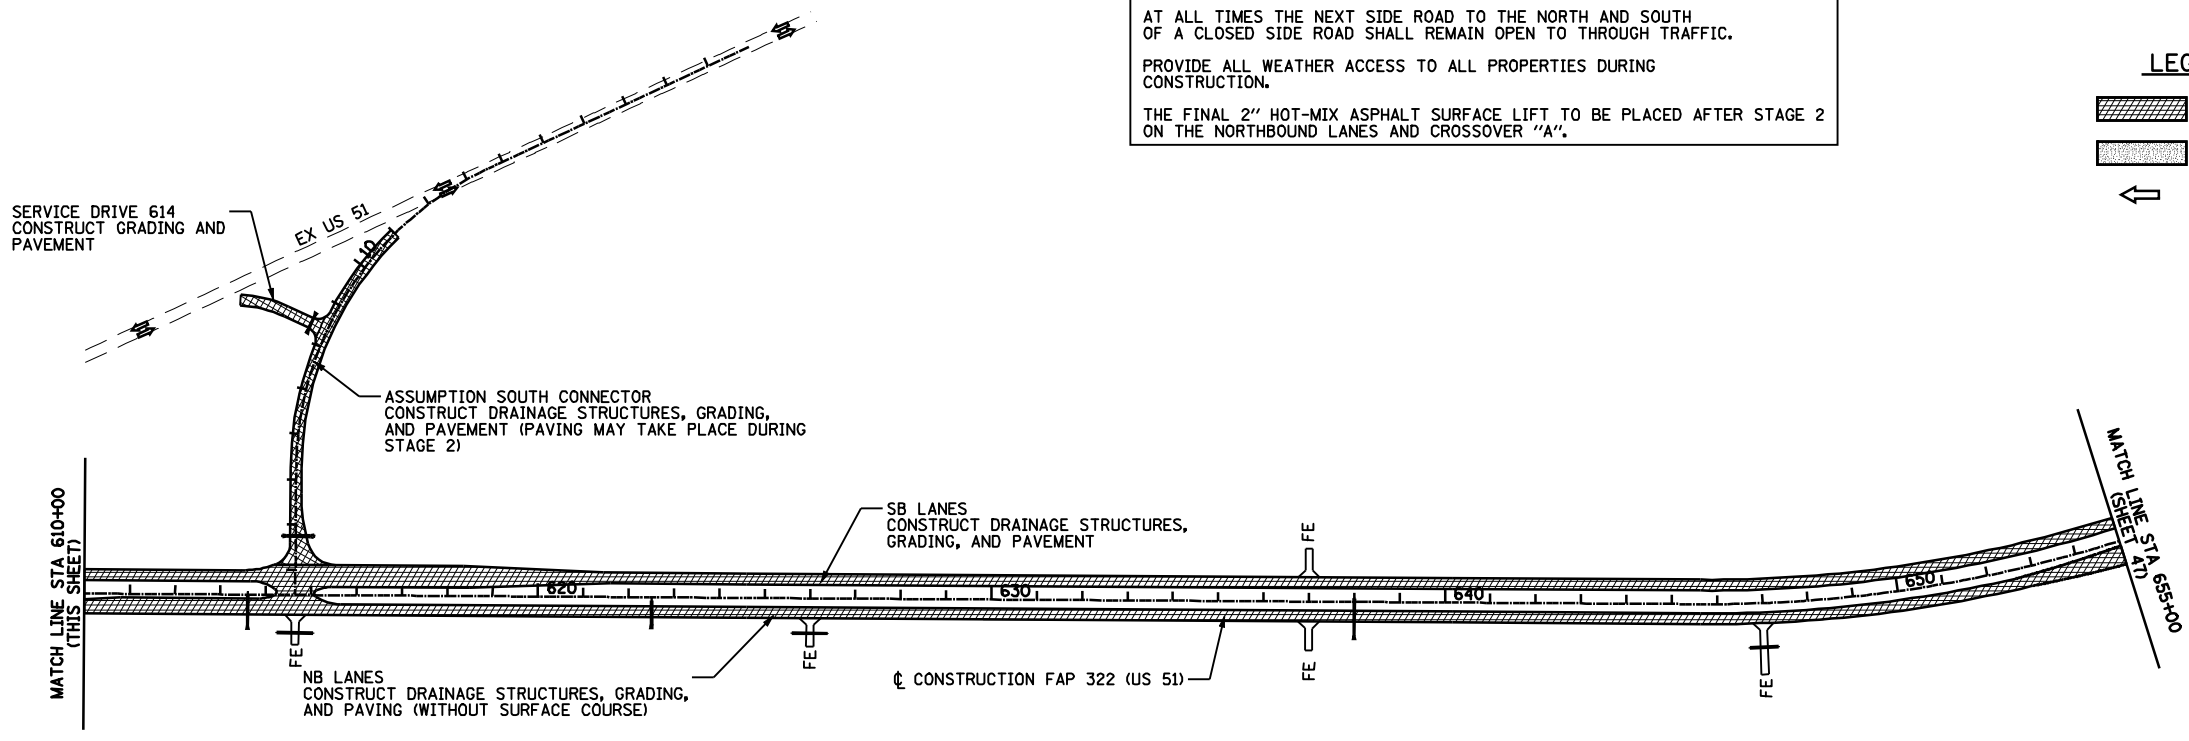 AT ALL TIMES THE NEXT SIDE ROAD TO THE NORTH AND SOUTH
OF A CLOSED SIDE ROAD SHALL REMAIN OPEN TO THROUGH TRAFFIC.
PROVIDE ALL WEATHER ACCESS TO ALL PROPERTIES DURING
CONSTRUCTION.
THE FINAL 2" HOT-MIX ASPHALT SURFACE LIFT TO BE PLACED AFTER STAGE 2
ON THE NORTHBOUND LANES AND CROSSOVER "A".
LEG
SERVICE DRIVE 614
CONSTRUCT GRADING AND
PAVEMENT
EX US 51
10
ASSUMPTION SOUTH CONNECTOR
CONSTRUCT DRAINAGE STRUCTURES, GRADING,
AND PAVEMENT (PAVING MAY TAKE PLACE DURING
STAGE 2)
MATCH LINE STA 610+00
(THIS SHEET)
SB LANES
CONSTRUCT DRAINAGE STRUCTURES,
GRADING, AND PAVEMENT
FE
MATCH LINE STA 655+00
(SHEET 47)
620
630
640
650
FE
FE
FE
FE
NB LANES
CONSTRUCT DRAINAGE STRUCTURES, GRADING,
AND PAVING (WITHOUT SURFACE COURSE)
℄ CONSTRUCTION FAP 322 (US 51)